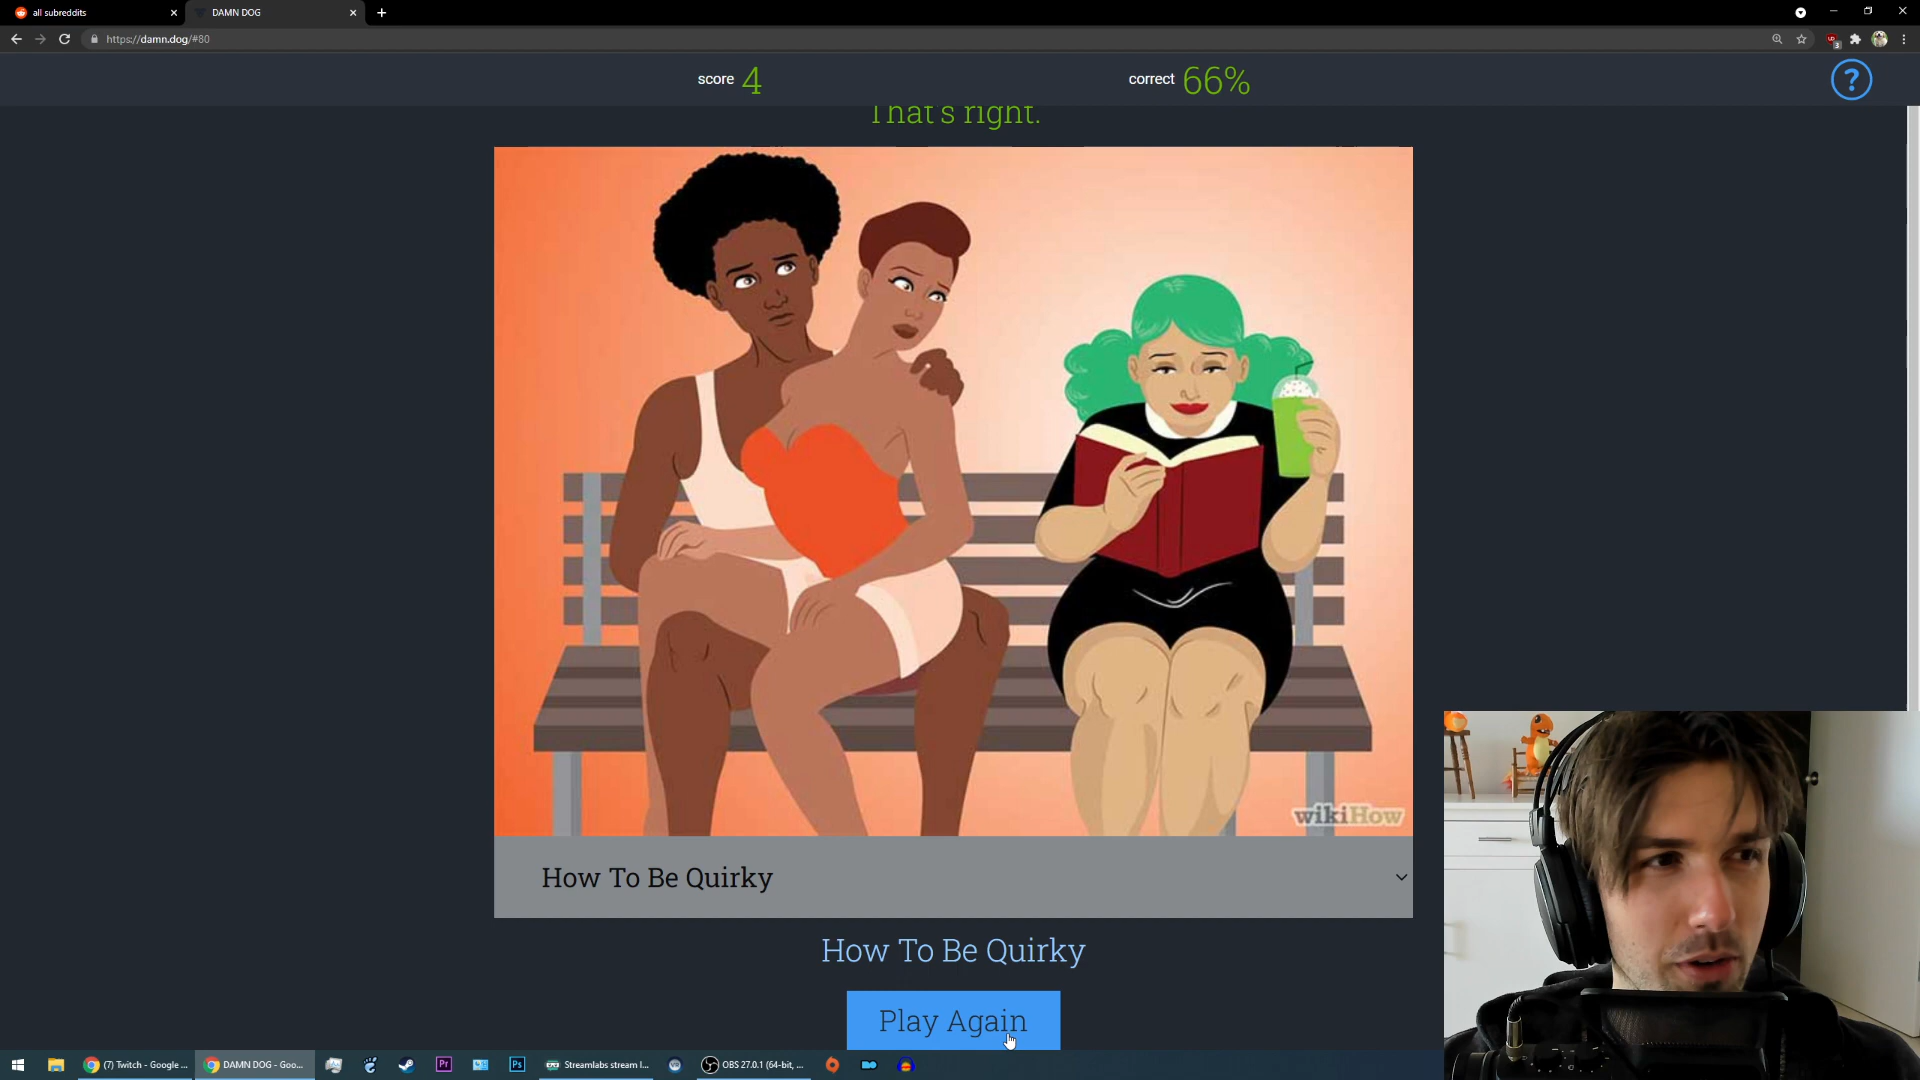 all subreddits
DAMN DOG
https://damn.dog/#80
score 4
correct 66%
?
That's right.
wikiHow
How To Be Quirky
How To Be Quirky
Play Again
(7) Twitch - Google ...
DAMN DOG - Goo...
Pr
Ps
Streamlabs stream l...
OBS 27.0.1 (64-bit, ...